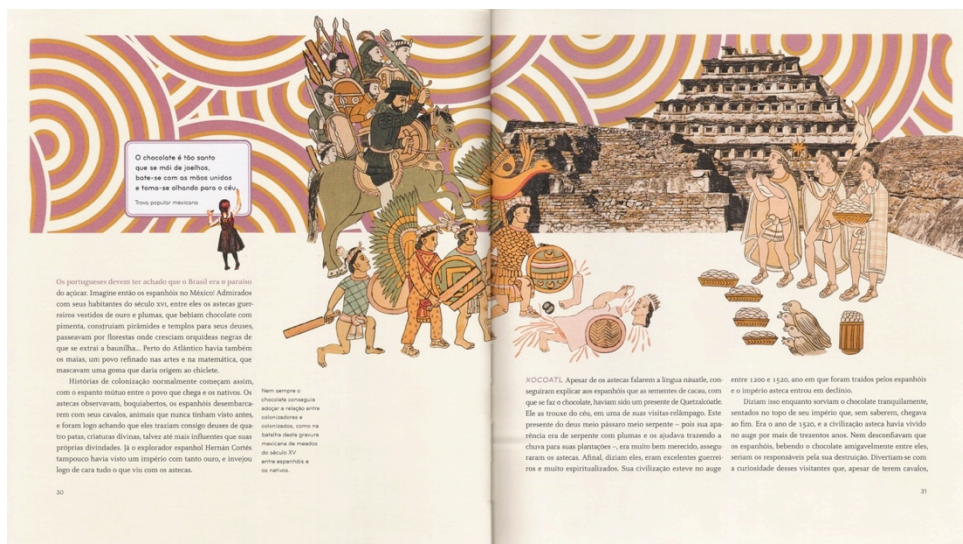 O chocolate é tão santo
que se mói de joelhos,
bate-se com as mãos unidas
e toma-se olhando para o céu.
Trova popular mexicana
Os portugueses devem ter achado que o Brasil era o paraíso
do açúcar. Imagine então os espanhóis no México! Admirados
com seus habitantes do século XVI, entre eles os astecas guer-
reiros vestidos de ouro e plumas, que bebiam chocolate com
pimenta, construíam pirâmides e templos para seus deuses,
passeavam por florestas onde cresciam orquídeas negras de
que se extrai a baunilha... Perto do Atlântico havia também
os maias, um povo refinado nas artes e na matemática, que
mascavam uma goma que daria origem ao chiclete.
Histórias de colonização normalmente começam assim,
com o espanto mútuo entre o povo que chega e os nativos. Os
astecas observavam, boquiabertos, os espanhóis desembarca-
rem com seus cavalos, animais que nunca tinham visto antes,
e foram logo achando que eles traziam consigo deuses de qua-
tro patas, criaturas divinas, talvez até mais influentes que suas
próprias divindades. Já o explorador espanhol Hernán Cortés
tampouco havia visto um império com tanto ouro, e invejou
logo de cara tudo o que viu com os astecas.
Nem sempre o
chocolate conseguia
adoçar a relação entre
colonizadores e
colonizados, como na
batalha desta gravura
mexicana de meados
do século XV
entre espanhóis e
os nativos.
30
XOCOATL Apesar de os astecas falarem a língua náuatle, con-
seguiram explicar aos espanhóis que as sementes de cacau, com
que se faz o chocolate, haviam sido um presente de Quetzalcóatle.
Ele as trouxe do céu, em uma de suas visitas-relâmpago. Este
presente do deus meio pássaro meio serpente – pois sua apa-
rência era de serpente com plumas e os ajudava trazendo a
chuva para suas plantações –, era muito bem merecido, assegu-
raram os astecas. Afinal, diziam eles, eram excelentes guerrei-
ros e muito espiritualizados. Sua civilização esteve no auge
entre 1200 e 1520, ano em que foram traídos pelos espanhóis
e o império asteca entrou em declínio.
Diziam isso enquanto sorviam o chocolate tranquilamente,
sentados no topo de seu império que, sem saberem, chegava
ao fim. Era o ano de 1520, e a civilização asteca havia vivido
no auge por mais de trezentos anos. Nem desconfiavam que
os espanhóis, bebendo o chocolate amigavelmente entre eles,
seriam os responsáveis pela sua destruição. Divertiam-se com
a curiosidade desses visitantes que, apesar de terem cavalos,
31